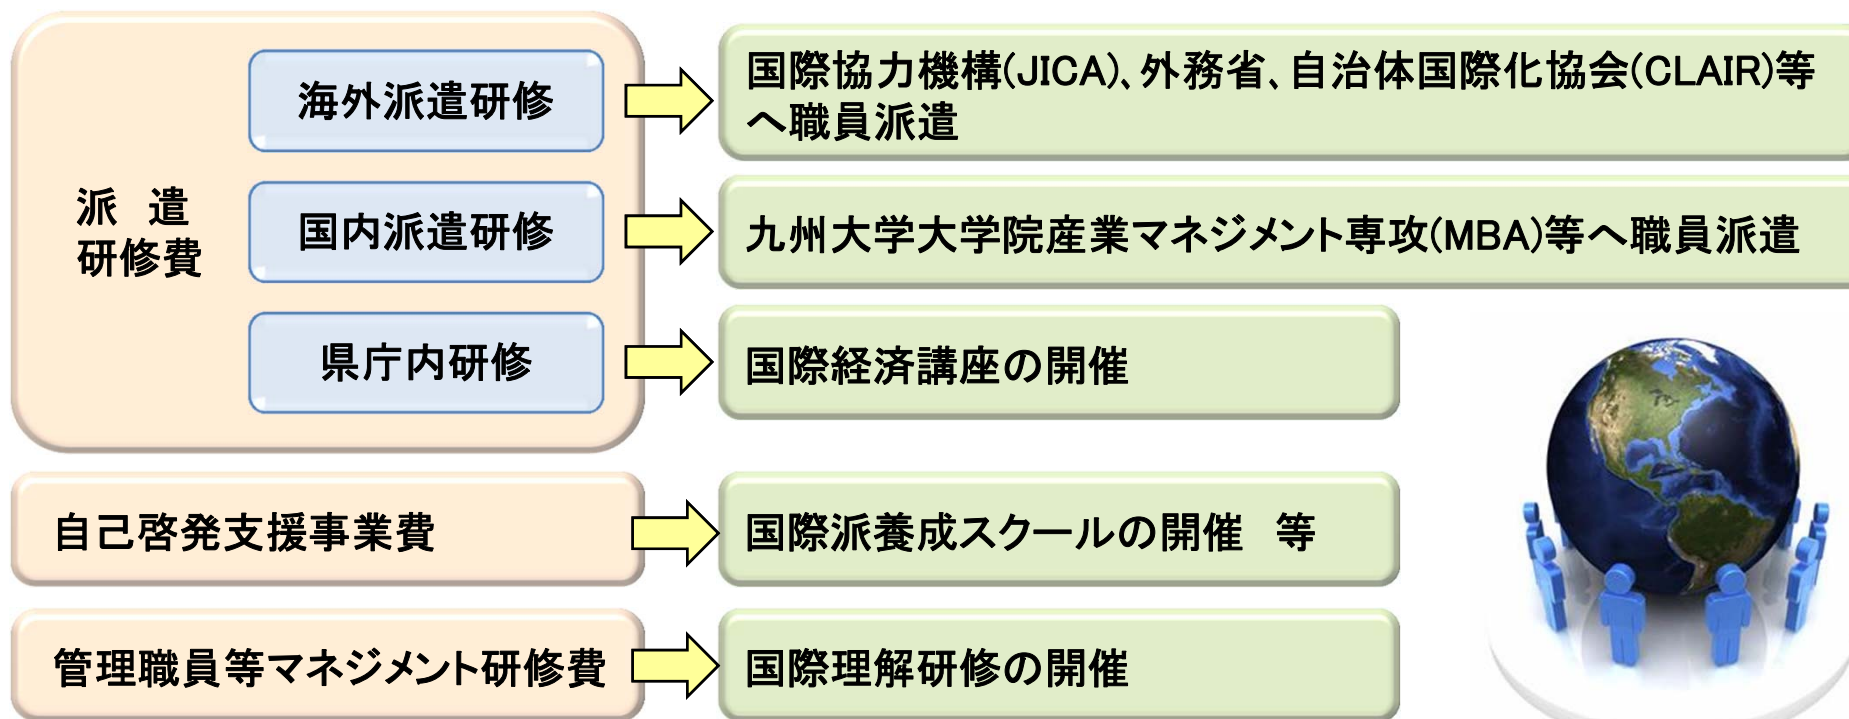 派　遣
研修費
海外派遣研修
国際協力機構(JICA)、外務省、自治体国際化協会(CLAIR)等
へ職員派遣
国内派遣研修
九州大学大学院産業マネジメント専攻(MBA)等へ職員派遣
県庁内研修
国際経済講座の開催
自己啓発支援事業費
国際派養成スクールの開催　等
管理職員等マネジメント研修費
国際理解研修の開催